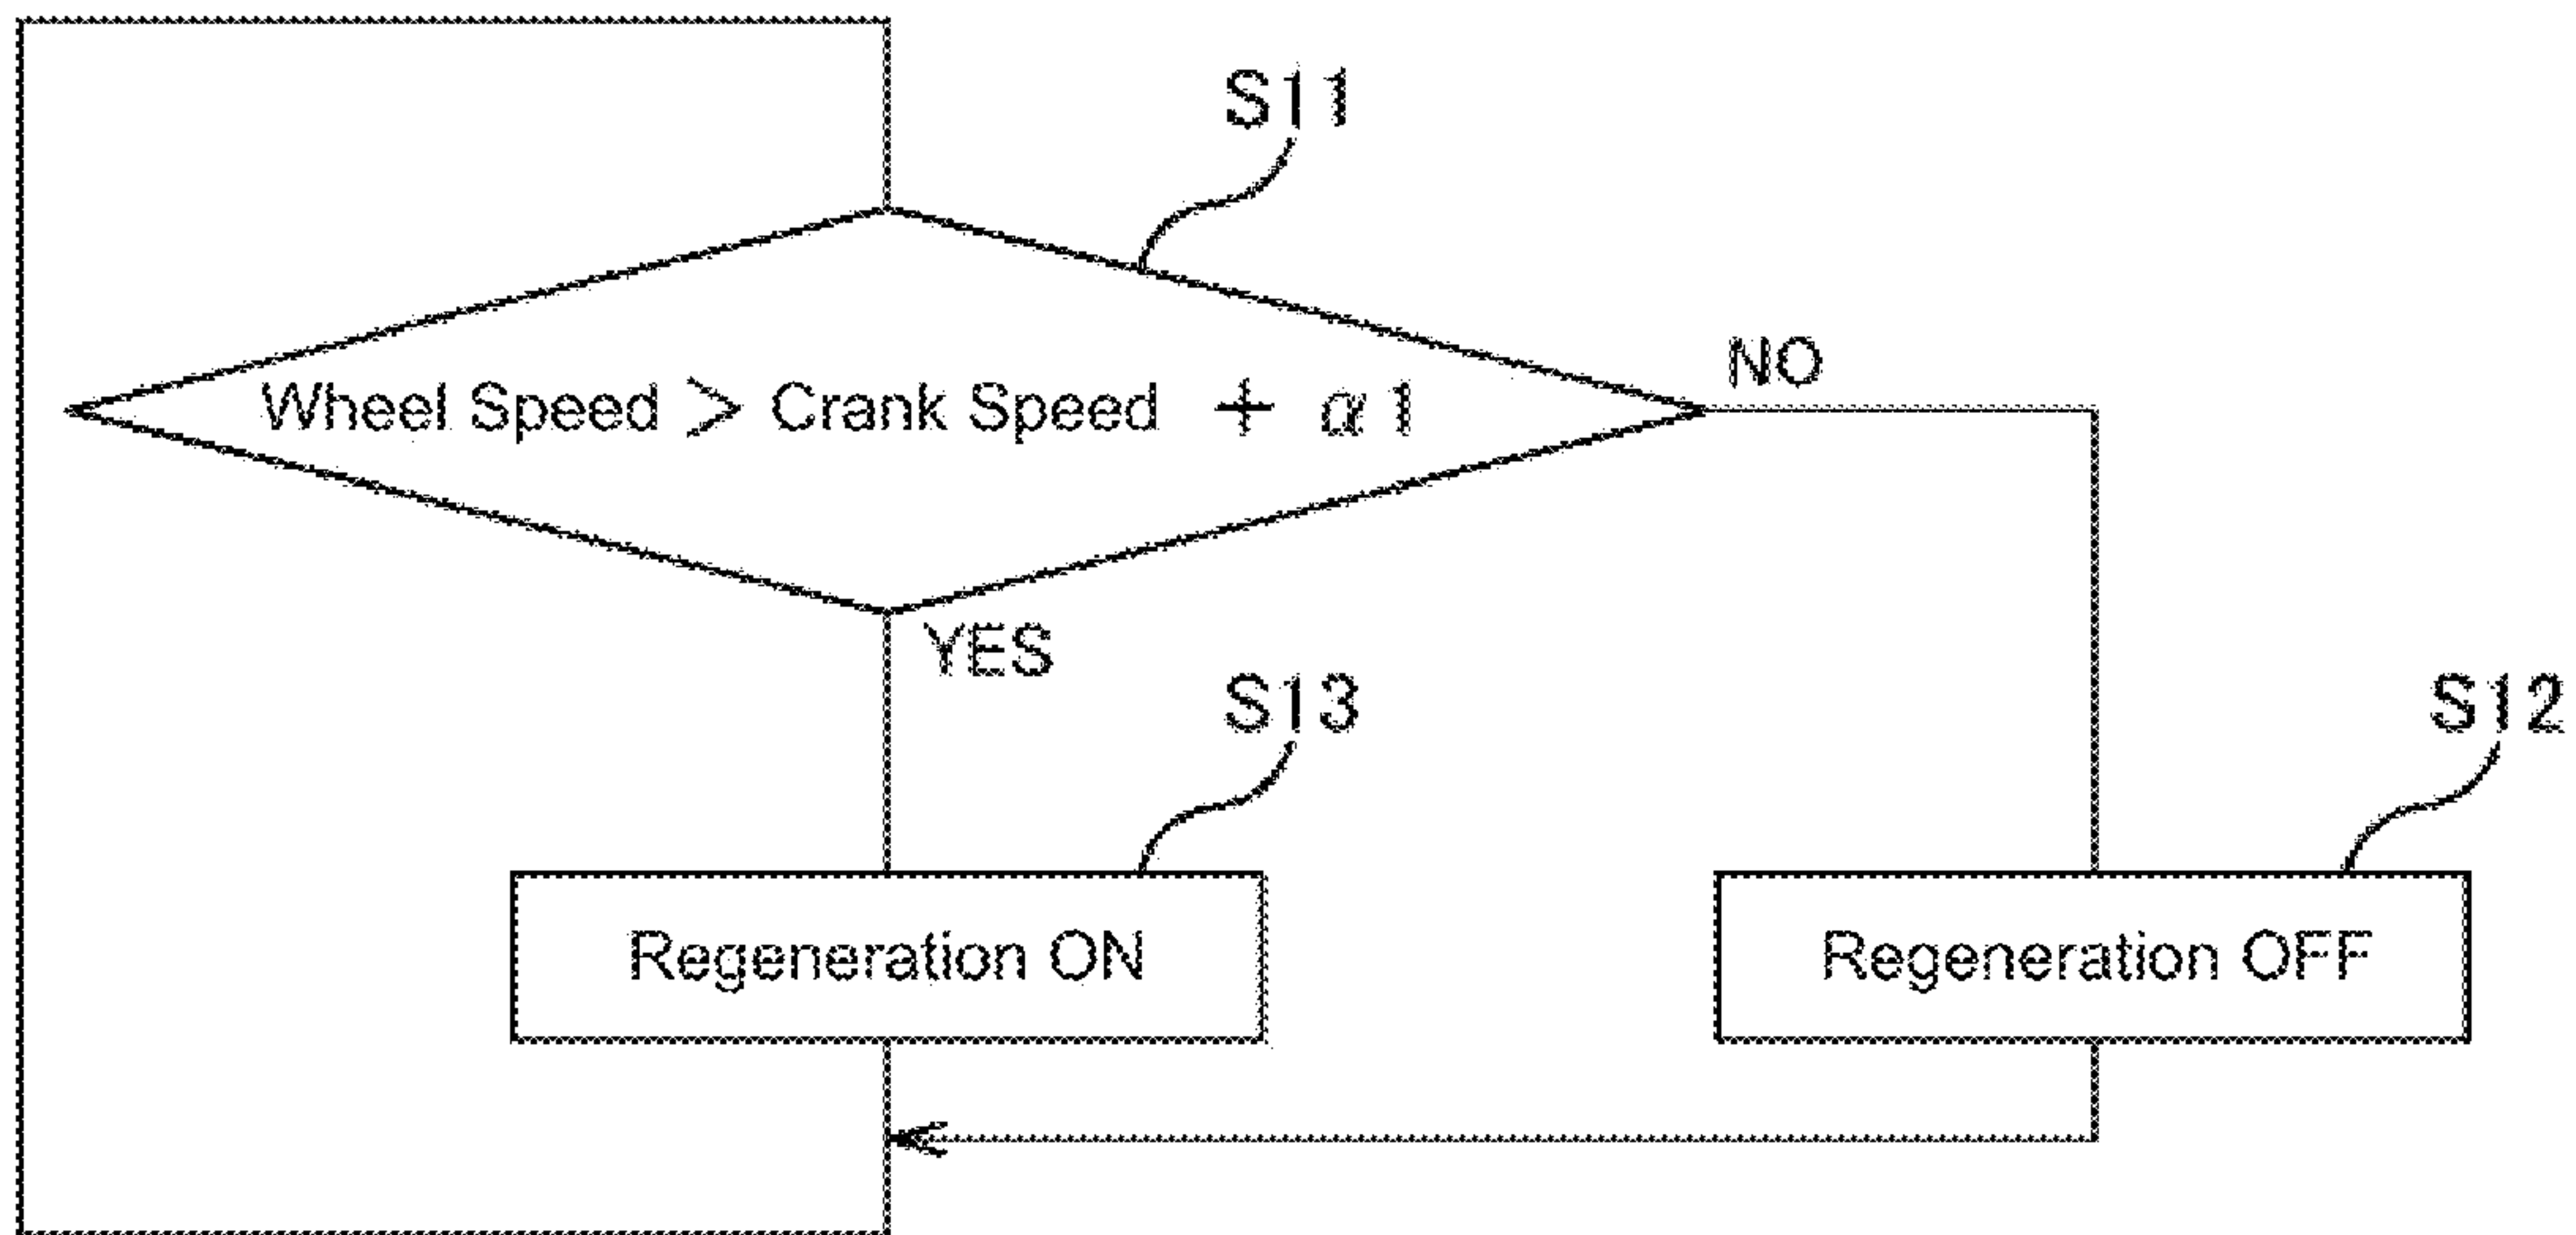 S11
Wheel Speed > Crank Speed + α1
NO
YES
S13
S12
Regeneration ON
Regeneration OFF